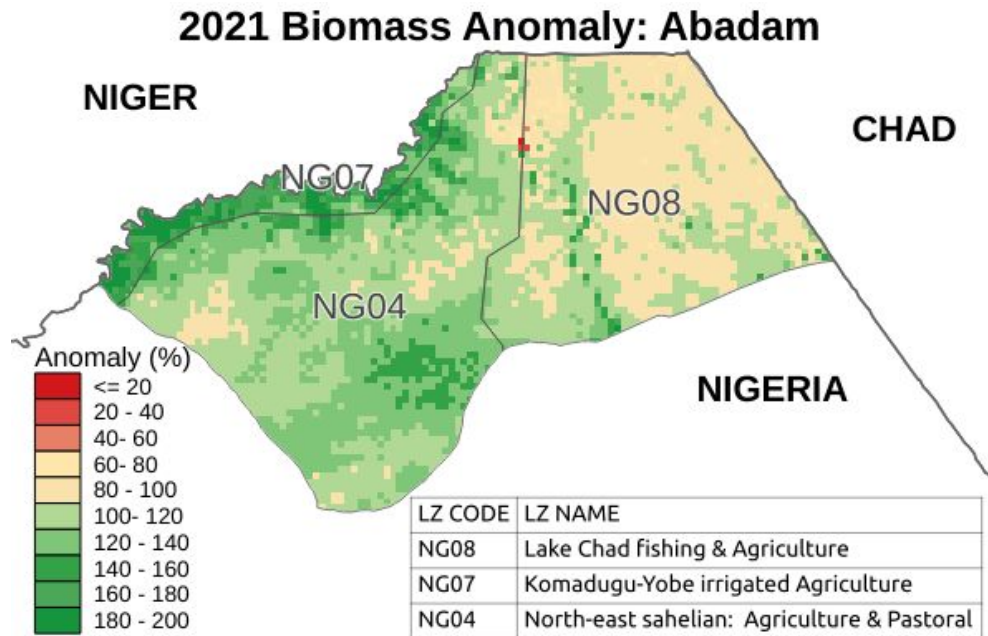 2021 Biomass Anomaly: Abadam
NIGER
CHAD
NG07
NG08
NG04
NIGERIA
Anomaly (%)
<= 20
20 - 40
40- 60
60- 80
80 - 100
100- 120
120 - 140
140 - 160
160 - 180
180 - 200
LZ CODE LZ NAME
NG08 Lake Chad fishing & Agriculture
NG07 Komadugu-Yobe irrigated Agriculture
NG04 North-east sahelian: Agriculture & Pastoral